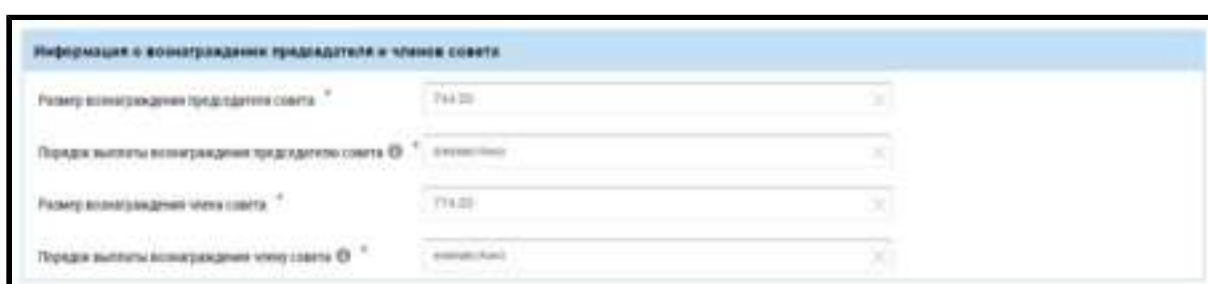 Информация о вознаграждении председателя и членов совета
Размер вознаграждения председателя совета *
Порядок выплаты вознаграждения председателю совета *
Размер вознаграждения члена совета *
Порядок выплаты вознаграждения члену совета *